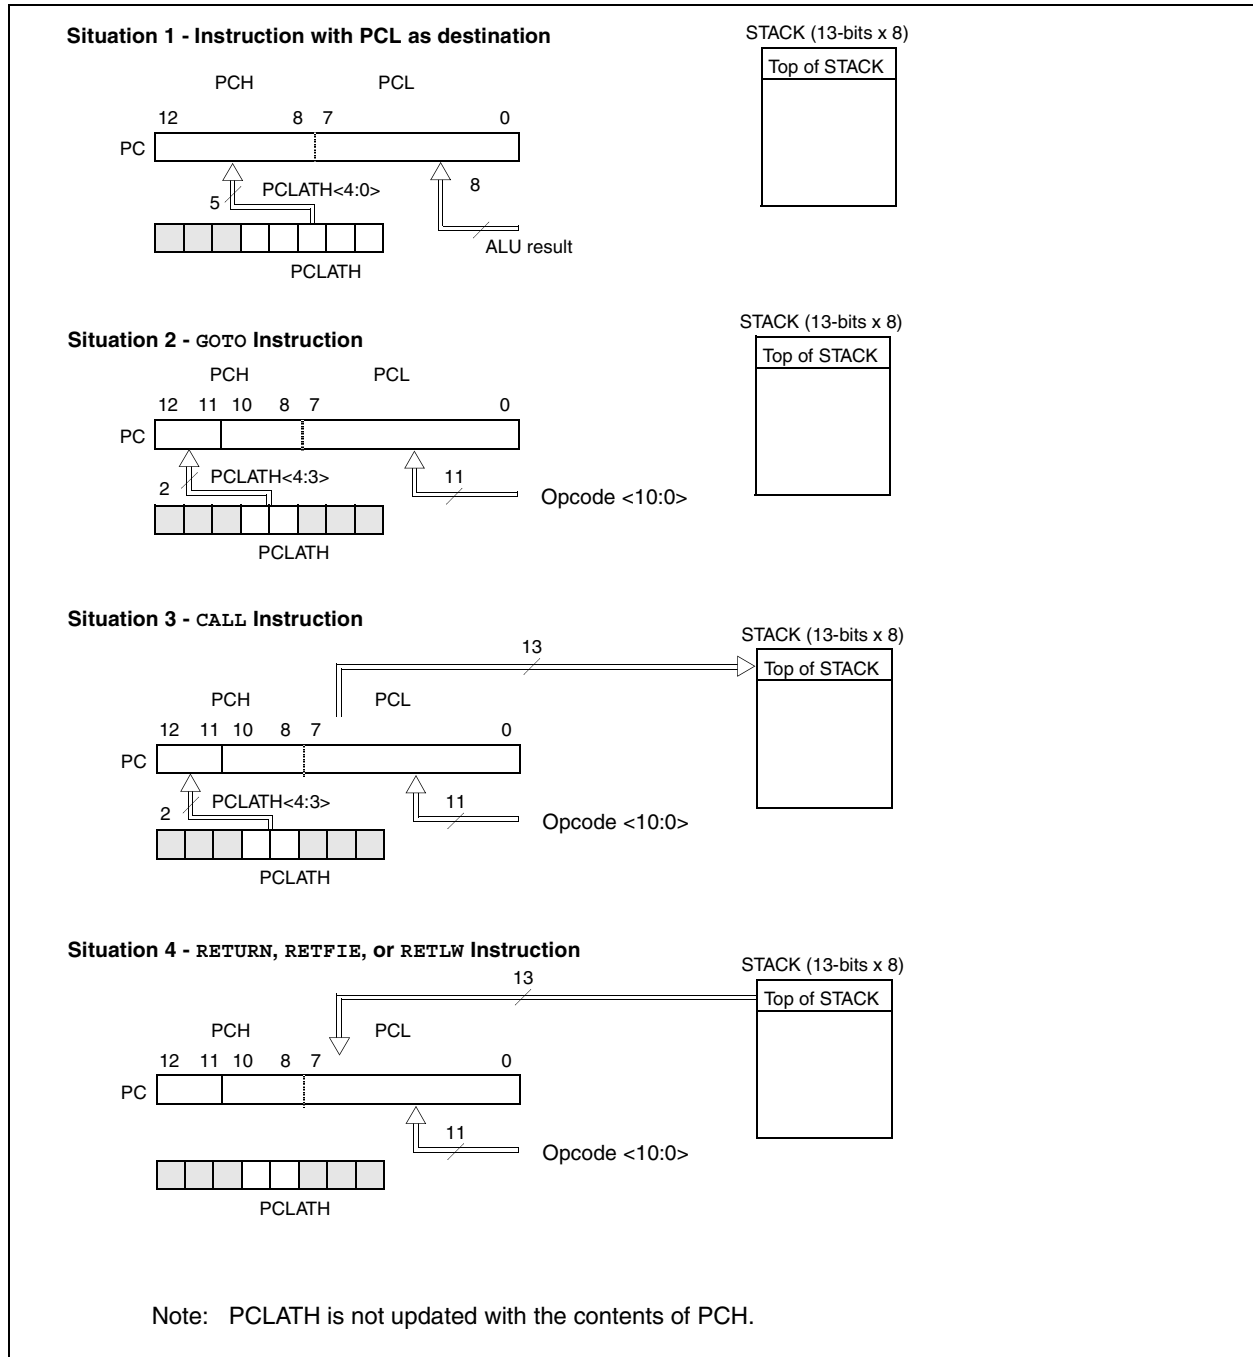 Situation 1 - Instruction with PCL as destination
STACK (13-bits x 8)
Top of STACK
PCH PCL
12 8 7 0
PC
5 PCLATH<4:0> 8
ALU result
PCLATH
Situation 2 - GOTO Instruction
STACK (13-bits x 8)
Top of STACK
PCH PCL
12 11 10 8 7 0
PC
2 PCLATH<4:3> 11
Opcode <10:0>
PCLATH
Situation 3 - CALL Instruction
STACK (13-bits x 8)
13
Top of STACK
PCH PCL
12 11 10 8 7 0
PC
2 PCLATH<4:3> 11
Opcode <10:0>
PCLATH
Situation 4 - RETURN, RETFIE, or RETLW Instruction
STACK (13-bits x 8)
13
Top of STACK
PCH PCL
12 11 10 8 7 0
PC
11
Opcode <10:0>
PCLATH
Note: PCLATH is not updated with the contents of PCH.